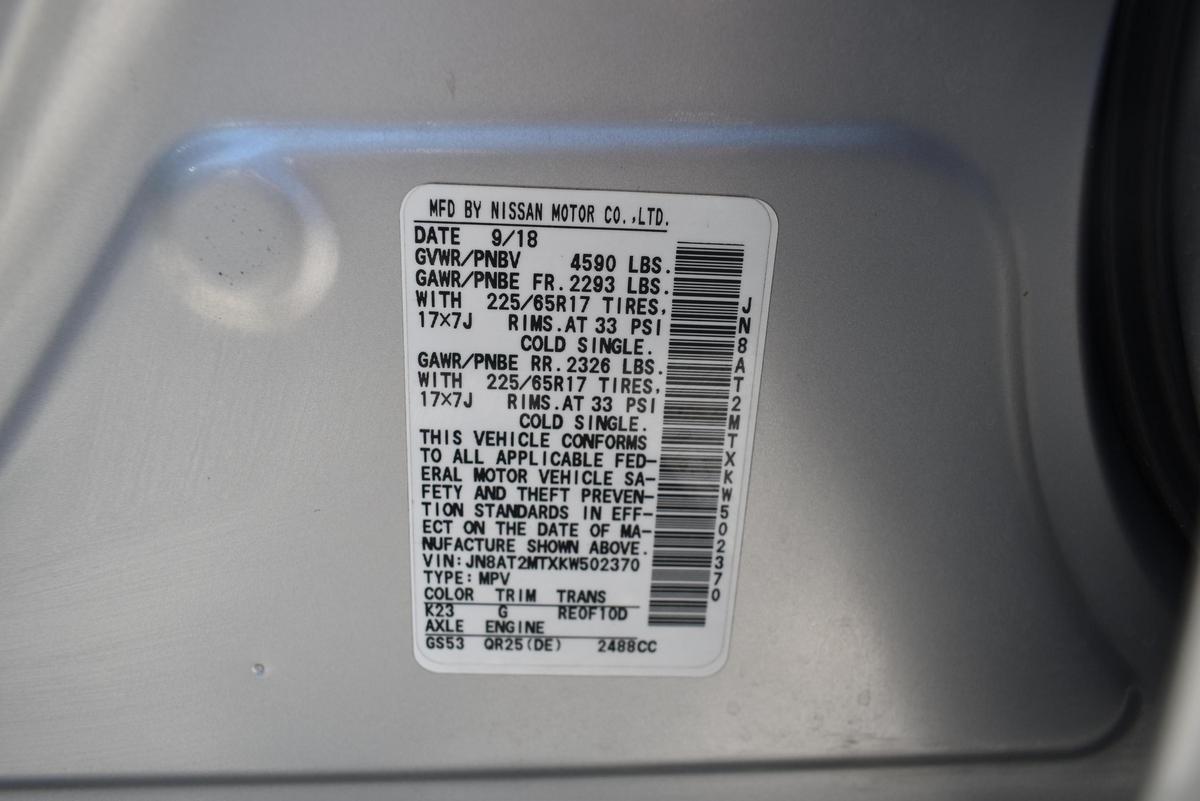 MFD BY NISSAN MOTOR CO.,LTD.
DATE 9/18
GVWR/PNBV 4590 LBS.
GAWR/PNBE FR.2293 LBS.
WITH 225/65R17 TIRES,
17×7J RIMS.AT 33 PSI
COLD SINGLE.
GAWR/PNBE RR.2326 LBS.
WITH 225/65R17 TIRES,
17×7J RIMS.AT 33 PSI
COLD SINGLE.
THIS VEHICLE CONFORMS
TO ALL APPLICABLE FED-
ERAL MOTOR VEHICLE SA-
FETY AND THEFT PREVEN-
TION STANDARDS IN EFF-
ECT ON THE DATE OF MA-
NUFACTURE SHOWN ABOVE.
VIN:JN8AT2MTXKW502370
TYPE:MPV
COLOR TRIM TRANS
K23 G RE0F10D
AXLE ENGINE
GS53 QR25(DE) 2488CC
JN8AT2MTXKW502370